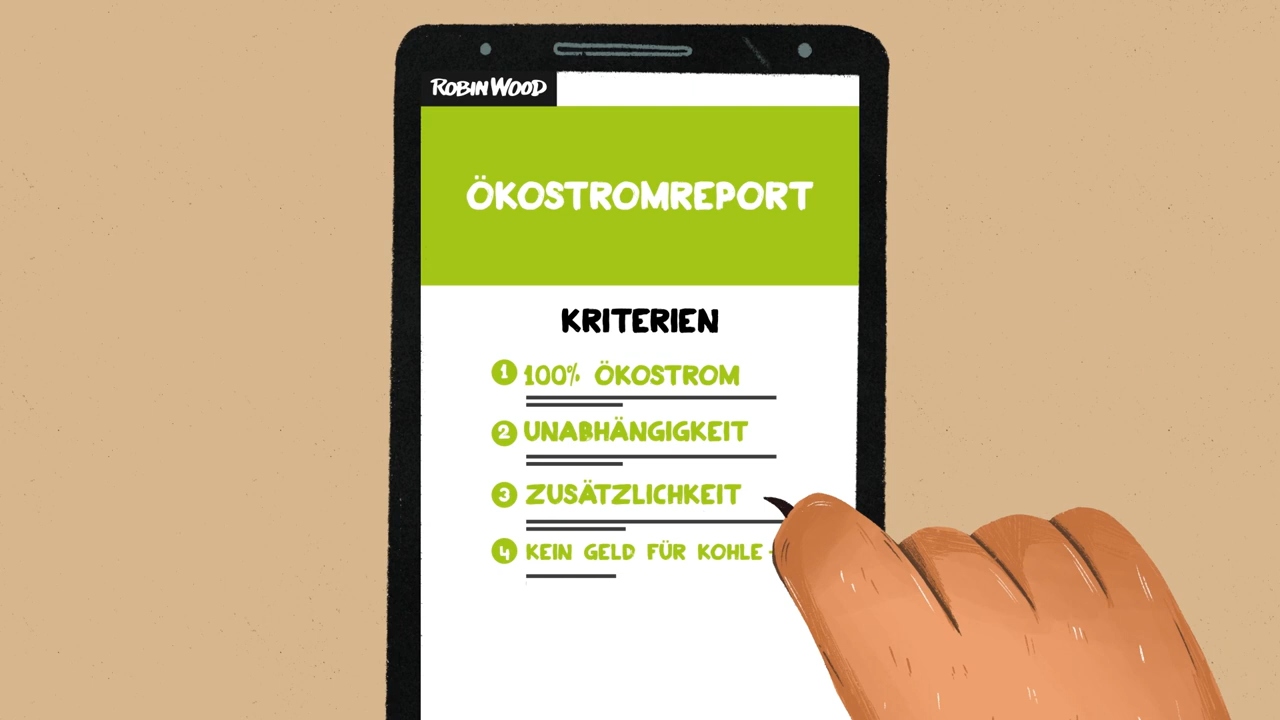 ROBIN WOOD
ÖKOSTROMREPORT
KRITERIEN
1 100% ÖKOSTROM
2 UNABHÄNGIGKEIT
3 ZUSÄTZLICHKEIT
4 KEIN GELD FÜR KOHLE-